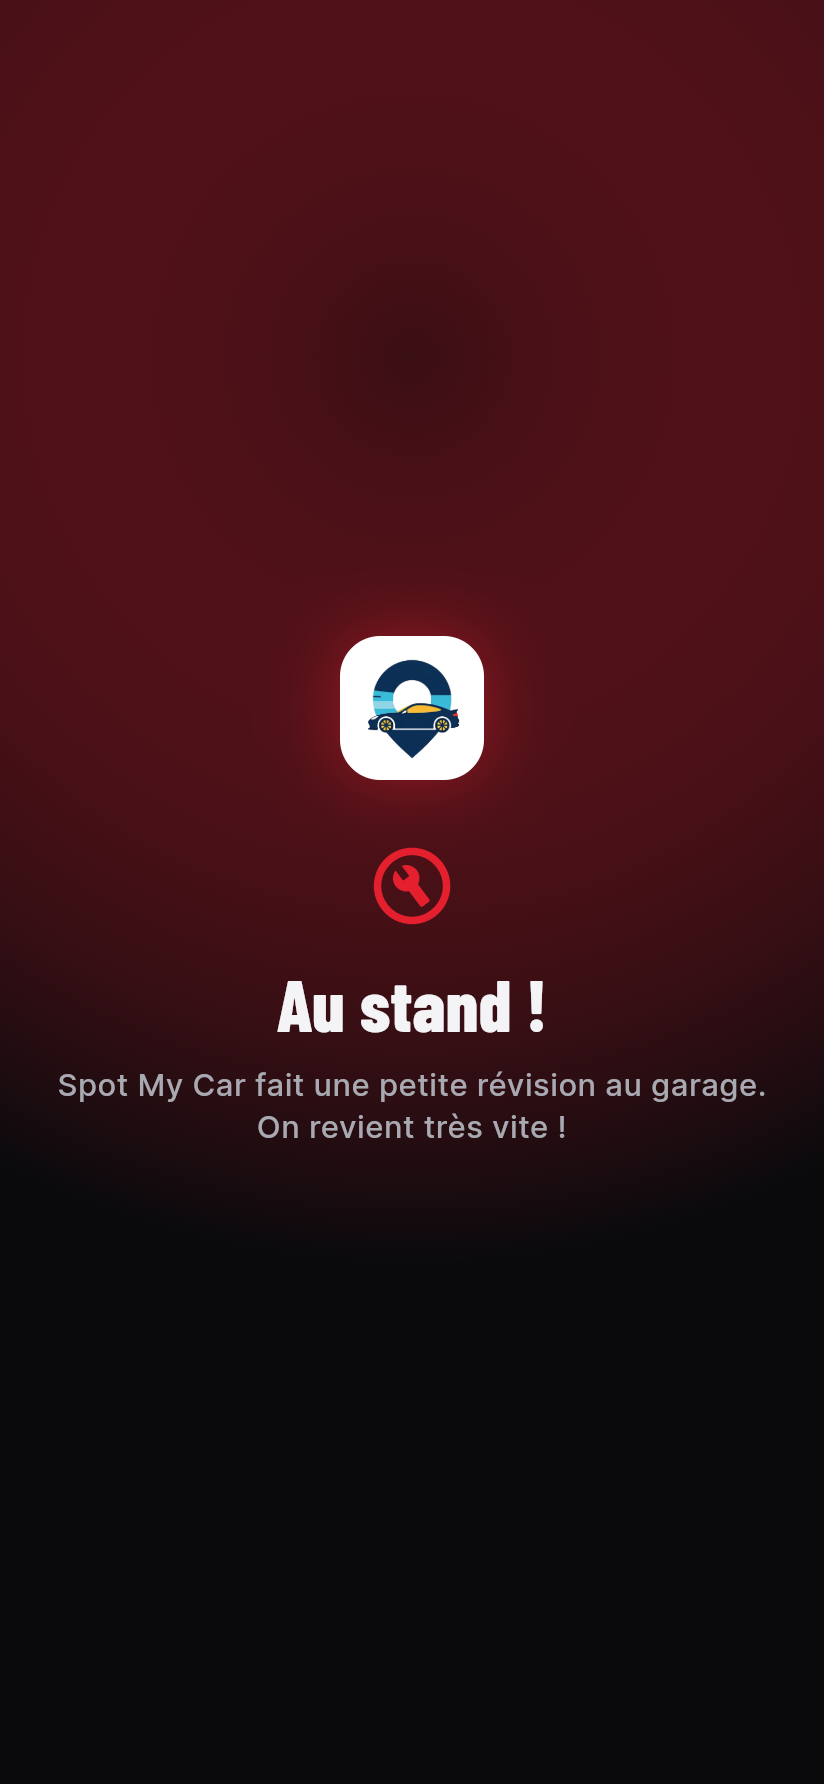 Au stand !
Spot My Car fait une petite révision au garage.
On revient très vite !